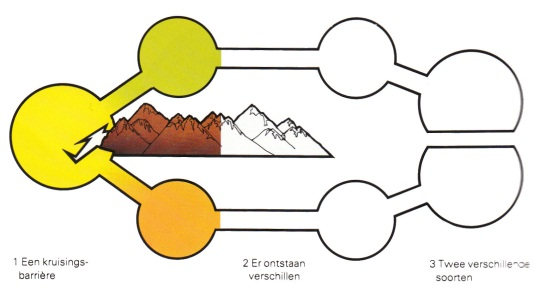 1 Een kruisings-
barrière
2 Er ontstaan
verschillen
3 Twee verschillende
soorten